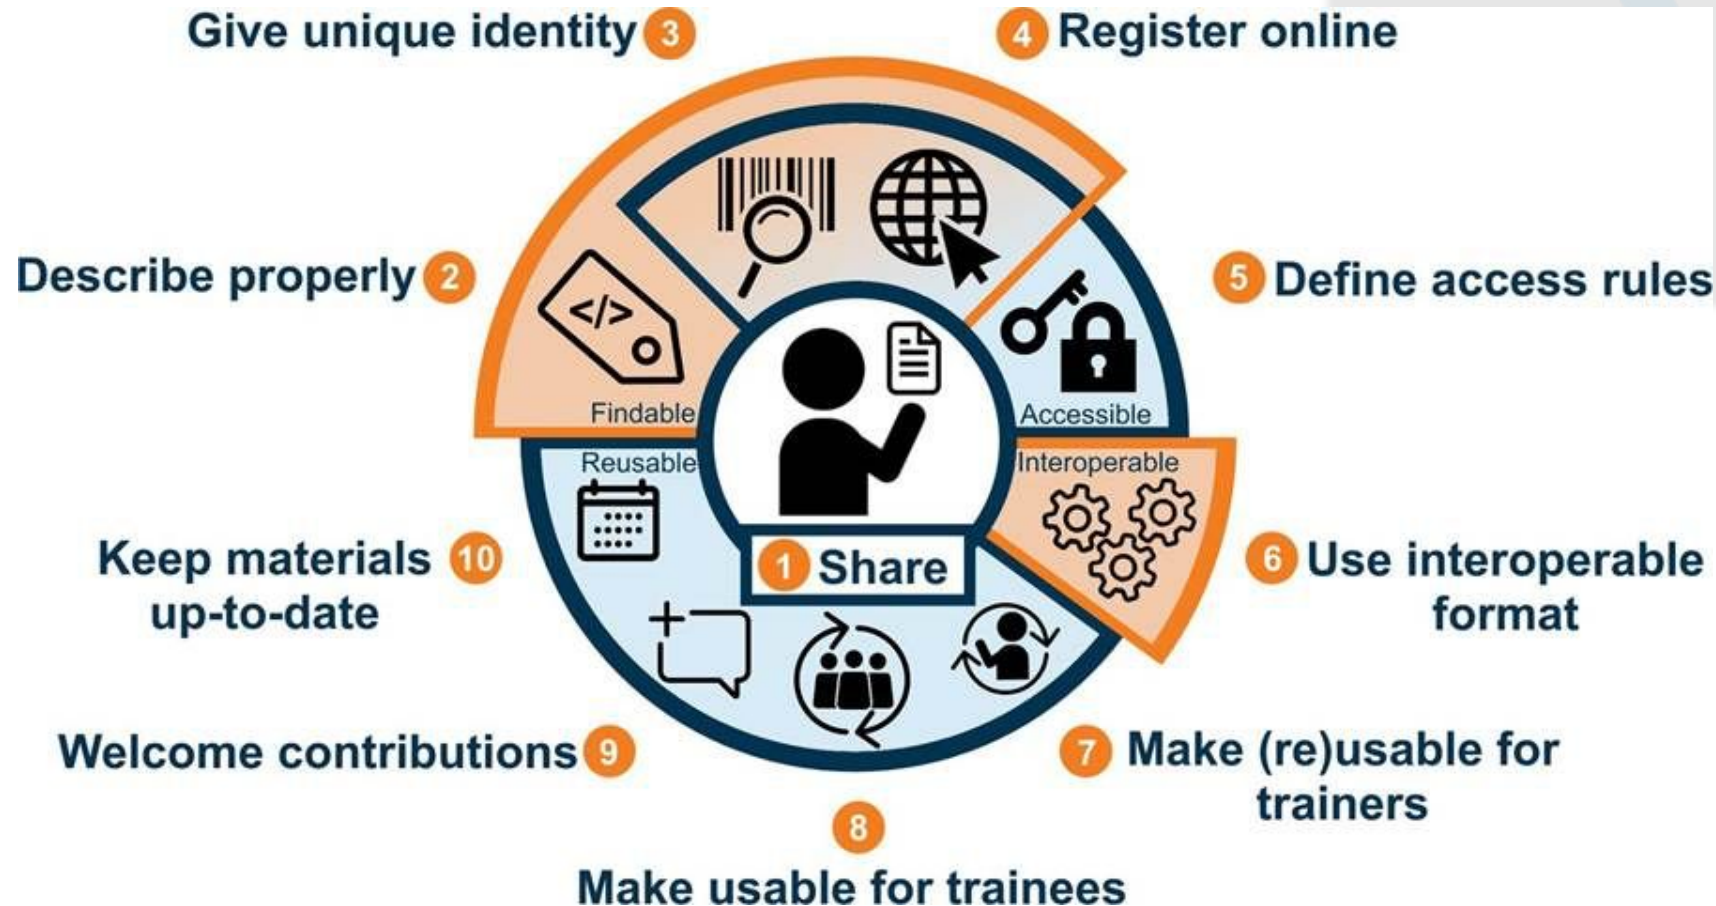 Give unique identity 3
4 Register online
Describe properly 2
</>
5 Define access rules
Findable
Accessible
Reusable
Interoperable
Keep materials 10
up-to-date
1 Share
6 Use interoperable
format
Welcome contributions 9
7 Make (re)usable for
trainers
8
Make usable for trainees